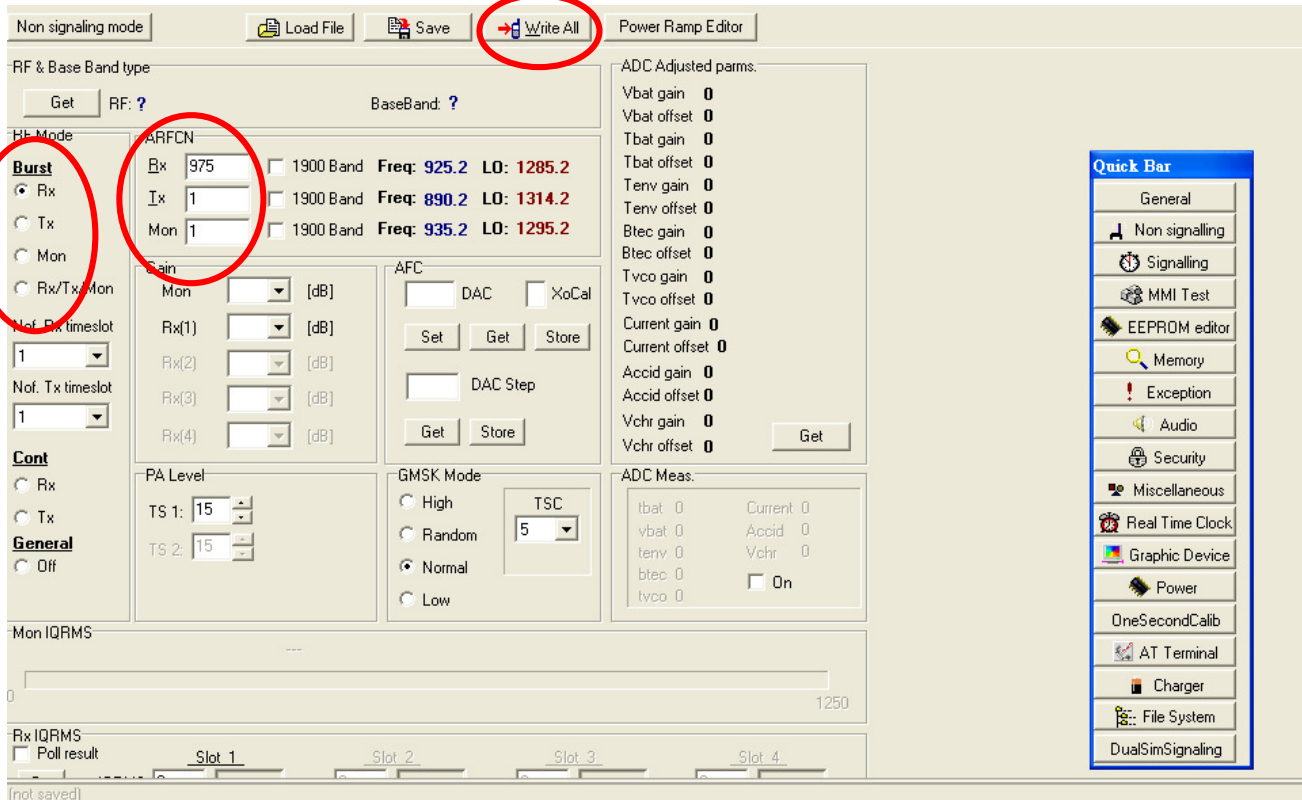 Non signaling mode Load File Save Write All Power Ramp Editor
RF & Base Band type
Get RF: ? BaseBand: ?
RF Mode
Burst
Rx
Tx
Mon
Rx/Tx/Mon
Nof. Rx timeslot
1
Nof. Tx timeslot
1
Cont
Rx
Tx
General
Off
ARFCN
Rx 975 1900 Band Freq: 925.2 LO: 1285.2
Tx 1 1900 Band Freq: 890.2 LO: 1314.2
Mon 1 1900 Band Freq: 935.2 LO: 1295.2
Gain
Mon [dB]
Rx(1) [dB]
Rx(2) [dB]
Rx(3) [dB]
Rx(4) [dB]
AFC
DAC XoCal
Set Get Store
DAC Step
Get Store
PA Level
TS 1: 15
TS 2: 15
GMSK Mode
High
Random
Normal
Low
TSC
5
ADC Adjusted parms.
Vbat gain 0
Vbat offset 0
Tbat gain 0
Tbat offset 0
Tenv gain 0
Tenv offset 0
Btec gain 0
Btec offset 0
Tvco gain 0
Tvco offset 0
Current gain 0
Current offset 0
Accid gain 0
Accid offset 0
Vchr gain 0
Vchr offset 0
Get
ADC Meas.
tbat 0 Current 0
vbat 0 Accid 0
tenv 0 Vchr 0
btec 0
tvco 0
On
Mon IQRMS
---
0 1250
Rx IQRMS
Poll result Slot 1 Slot 2 Slot 3 Slot 4
(not saved)
Quick Bar
General
Non signalling
Signalling
MMI Test
EEPROM editor
Memory
Exception
Audio
Security
Miscellaneous
Real Time Clock
Graphic Device
Power
OneSecondCalib
AT Terminal
Charger
File System
DualSimSignaling